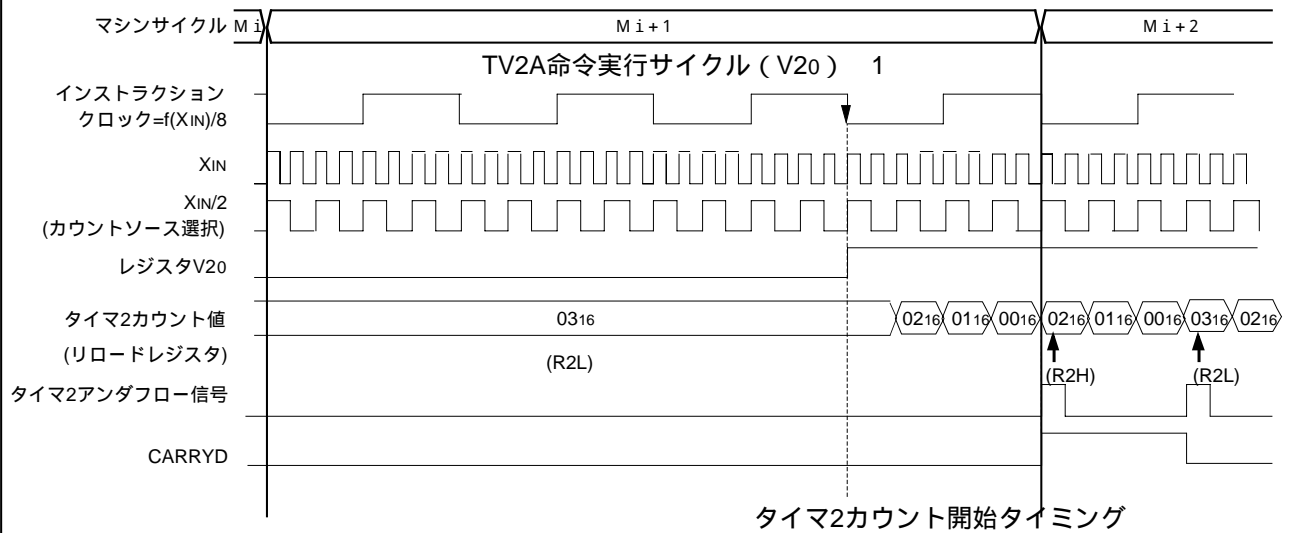 マシンサイクル Mi Mi+1 Mi+2
TV2A命令実行サイクル（V20） 1
インストラクション
クロック=f(XIN)/8
XIN
XIN/2
(カウントソース選択)
レジスタV20
タイマ2カウント値 0316 0216 0116 0016 0216 0116 0016 0316 0216
(リロードレジスタ) (R2L) (R2H) (R2L)
タイマ2アンダフロー信号
CARRYD
タイマ2カウント開始タイミング